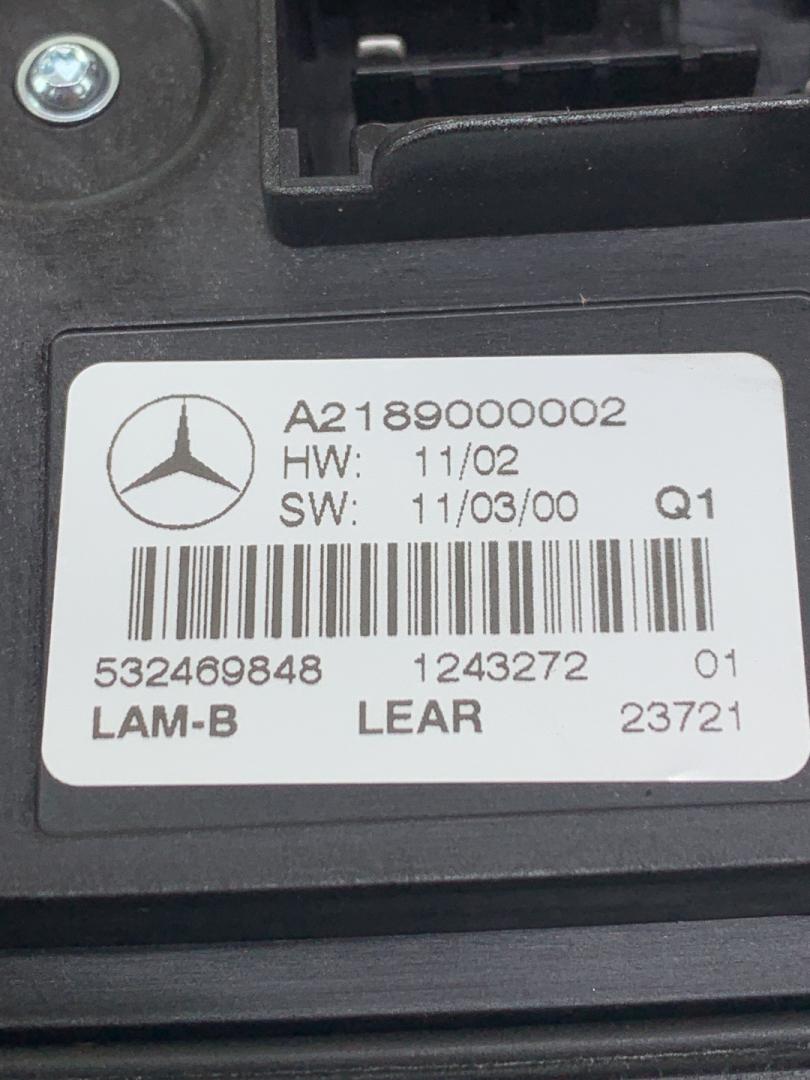 A2189000002
HW: 11/02
SW: 11/03/00 Q1
532469848 1243272 01
LAM-B LEAR 23721